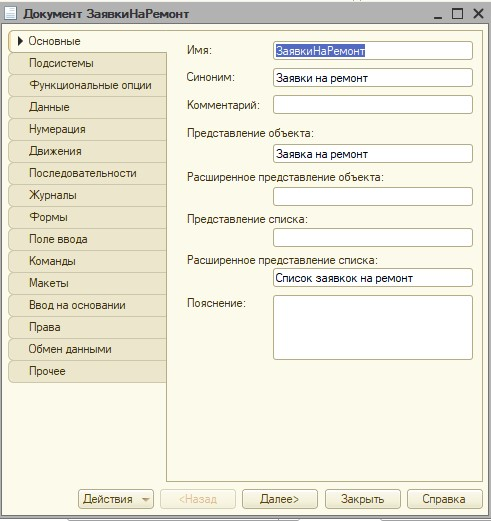 Документ ЗаявкиНаРемонт
Основные
Подсистемы
Функциональные опции
Данные
Нумерация
Движения
Последовательности
Журналы
Формы
Поле ввода
Команды
Макеты
Ввод на основании
Права
Обмен данными
Прочее
Имя: ЗаявкиНаРемонт
Синоним: Заявки на ремонт
Комментарий:
Представление объекта:
Заявка на ремонт
Расширенное представление объекта:
Представление списка:
Расширенное представление списка:
Список заявкок на ремонт
Пояснение:
Действия <Назад Далее> Закрыть Справка